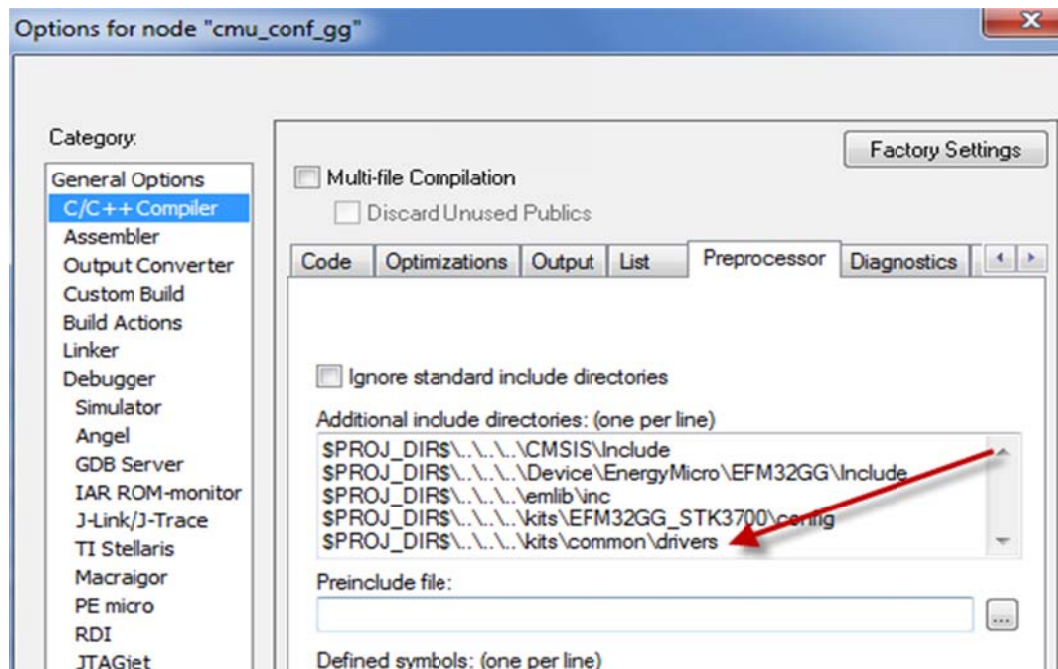 Options for node "cmu_conf_gg"
Category:
Factory Settings
General Options
C/C++ Compiler
Assembler
Output Converter
Custom Build
Build Actions
Linker
Debugger
Simulator
Angel
GDB Server
IAR ROM-monitor
J-Link/J-Trace
TI Stellaris
Macraigor
PE micro
RDI
JTAGjet
Multi-file Compilation
Discard Unused Publics
Code Optimizations Output List Preprocessor Diagnostics
Ignore standard include directories
Additional include directories: (one per line)
$PROJ_DIR$\..\..\..\CMSIS\Include
$PROJ_DIR$\..\..\..\Device\EnergyMicro\EFM32GG\Include
$PROJ_DIR$\..\..\..\emlib\inc
$PROJ_DIR$\..\..\..\kits\EFM32GG_STK3700\config
$PROJ_DIR$\..\..\..\kits\common\drivers
Preinclude file:
...
Defined symbols: (one per line)